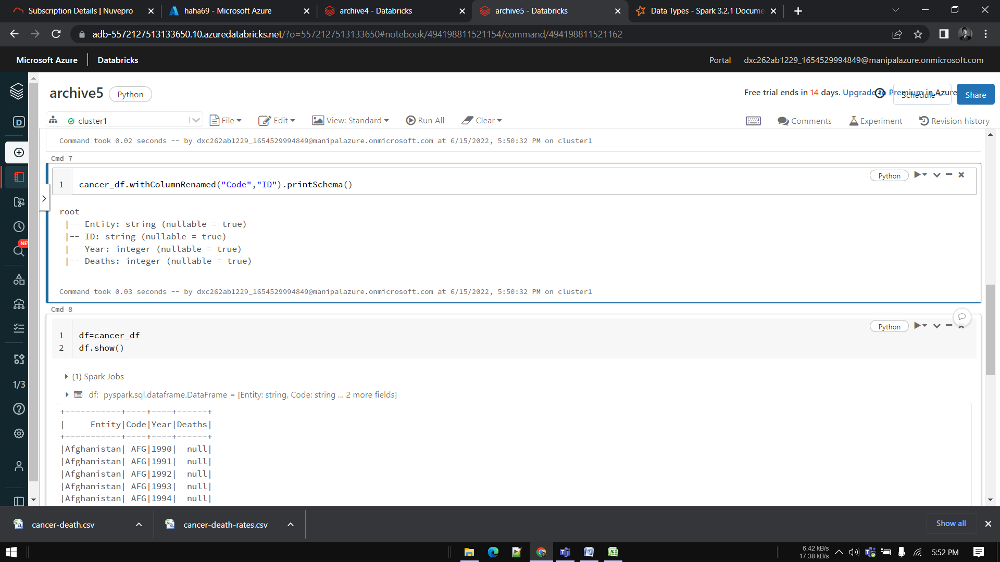 Subscription Details | Nuvepro
haha69 - Microsoft Azure
archive4 - Databricks
archive5 - Databricks
Data Types - Spark 3.2.1 Docume
adb-5572127513133650.10.azuredatabricks.net/?o=5572127513133650#notebook/494198811521154/command/494198811521162
Microsoft Azure
Databricks
Portal
dxc262ab1229_1654529994849@manipalazure.onmicrosoft.com
archive5
Python
Free trial ends in 14 days. Upgrade to Premium in Azure
Schedule
Share
cluster1
File
Edit
View: Standard
Run All
Clear
Comments
Experiment
Revision history
D
NEW
1/3
Command took 0.02 seconds -- by dxc262ab1229_1654529994849@manipalazure.onmicrosoft.com at 6/15/2022, 5:50:32 PM on cluster1
Cmd 7
Python
1 cancer_df.withColumnRenamed("Code","ID").printSchema()
root
|-- Entity: string (nullable = true)
|-- ID: string (nullable = true)
|-- Year: integer (nullable = true)
|-- Deaths: integer (nullable = true)
Command took 0.03 seconds -- by dxc262ab1229_1654529994849@manipalazure.onmicrosoft.com at 6/15/2022, 5:50:32 PM on cluster1
Cmd 8
Python
1 df=cancer_df
2 df.show()
(1) Spark Jobs
df: pyspark.sql.dataframe.DataFrame = [Entity: string, Code: string ... 2 more fields]
+-----------+----+----+------+
|     Entity|Code|Year|Deaths|
+-----------+----+----+------+
|Afghanistan| AFG|1990|  null|
|Afghanistan| AFG|1991|  null|
|Afghanistan| AFG|1992|  null|
|Afghanistan| AFG|1993|  null|
|Afghanistan| AFG|1994|  null|
cancer-death.csv
cancer-death-rates.csv
Show all
6.42 kB/s
17.38 kB/s
5:52 PM